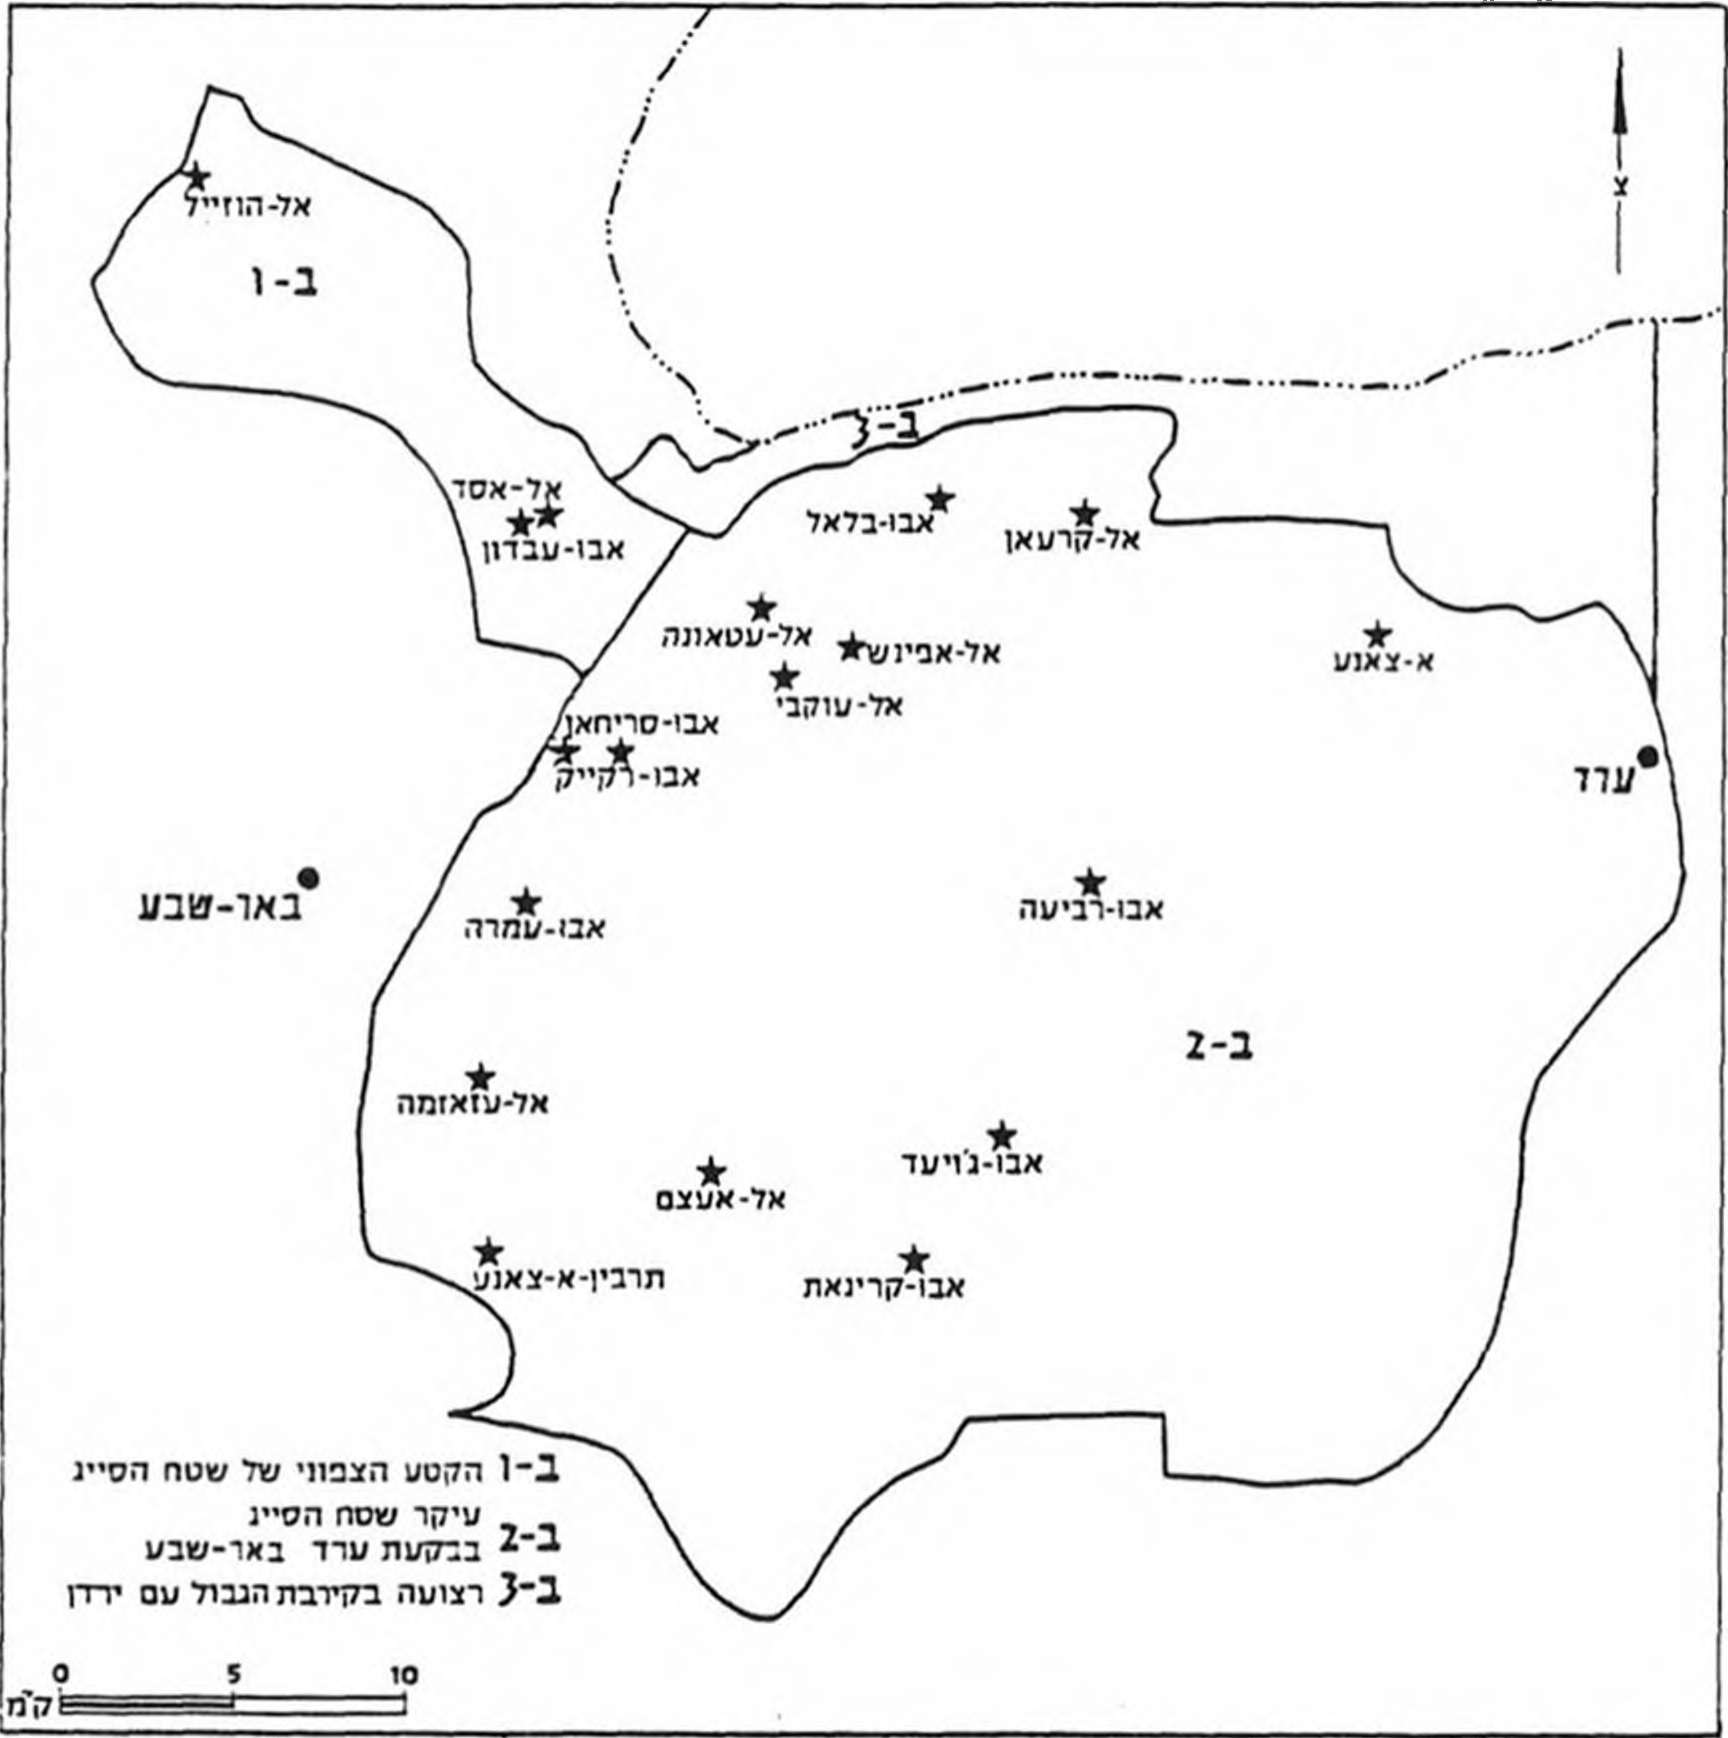 צ
אל-הוזייל
ב-1
ב-3
אל-אסד
אבו-עבדון
אבו-בלאל
אל-קרעאן
אל-עטאונה
אל-אפינש
א-צאנע
אל-עוקבי
אבו-סריחאן
אבו-רקייק
ערד
באר-שבע
אבו-עמרה
אבו-רביעה
ב-2
אל-עזאזמה
אבו-ג'ויעד
אל-אעצם
תרבין-א-צאנע
אבו-קרינאת
ב-1 הקטע הצפוני של שטח הסייג
עיקר שטח הסייג
ב-2
בבקעת ערד באר-שבע
ב-3 רצועה בקירבת הגבול עם ירדן
0 5 10
ק"מ